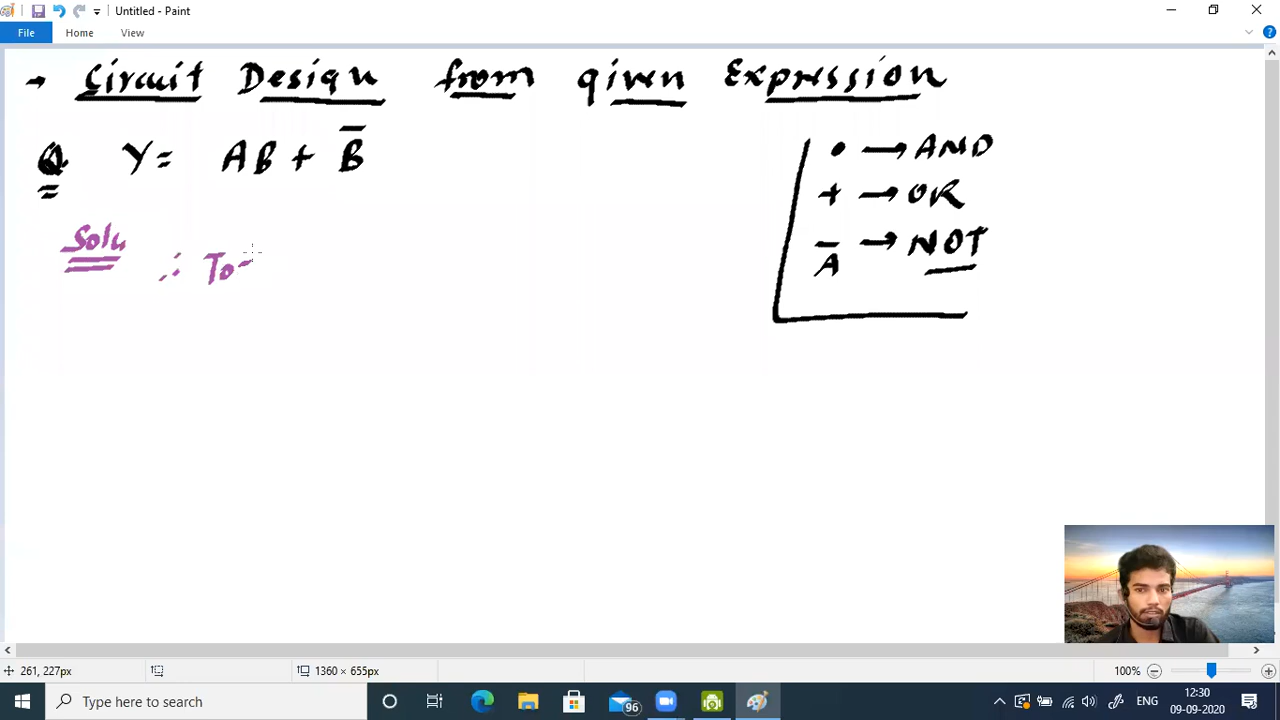 Untitled - Paint
File Home View
→ Circuit Design from given Expression
Q Y = AB + B̅
• → AND
+ → OR
A̅ → NOT
Solu
∴ To
261, 227px 1360 × 655px 100%
Type here to search 96 ENG 12:30 09-09-2020